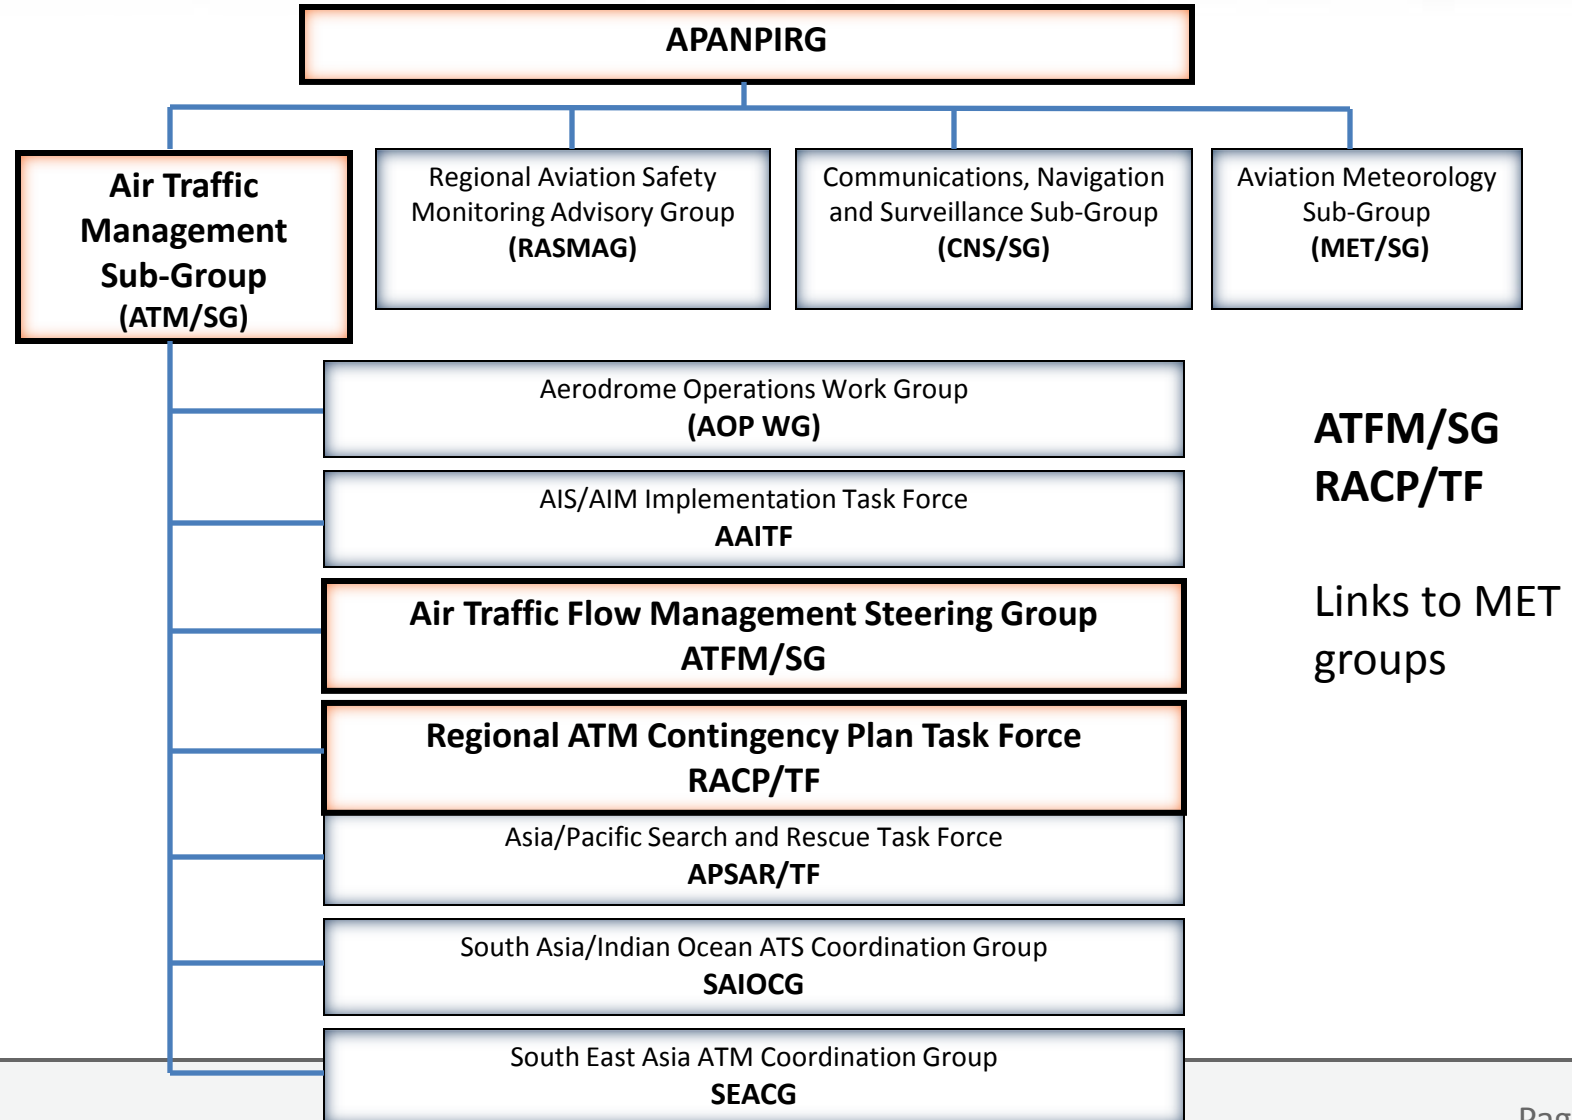 APANPIRG
Air Traffic
Management
Sub-Group
(ATM/SG)
Regional Aviation Safety
Monitoring Advisory Group
(RASMAG)
Communications, Navigation
and Surveillance Sub-Group
(CNS/SG)
Aviation Meteorology
Sub-Group
(MET/SG)
Aerodrome Operations Work Group
(AOP WG)
AIS/AIM Implementation Task Force
AAITF
Air Traffic Flow Management Steering Group
ATFM/SG
Regional ATM Contingency Plan Task Force
RACP/TF
Asia/Pacific Search and Rescue Task Force
APSAR/TF
South Asia/Indian Ocean ATS Coordination Group
SAIOCG
South East Asia ATM Coordination Group
SEACG
ATFM/SG
RACP/TF
Links to MET
groups